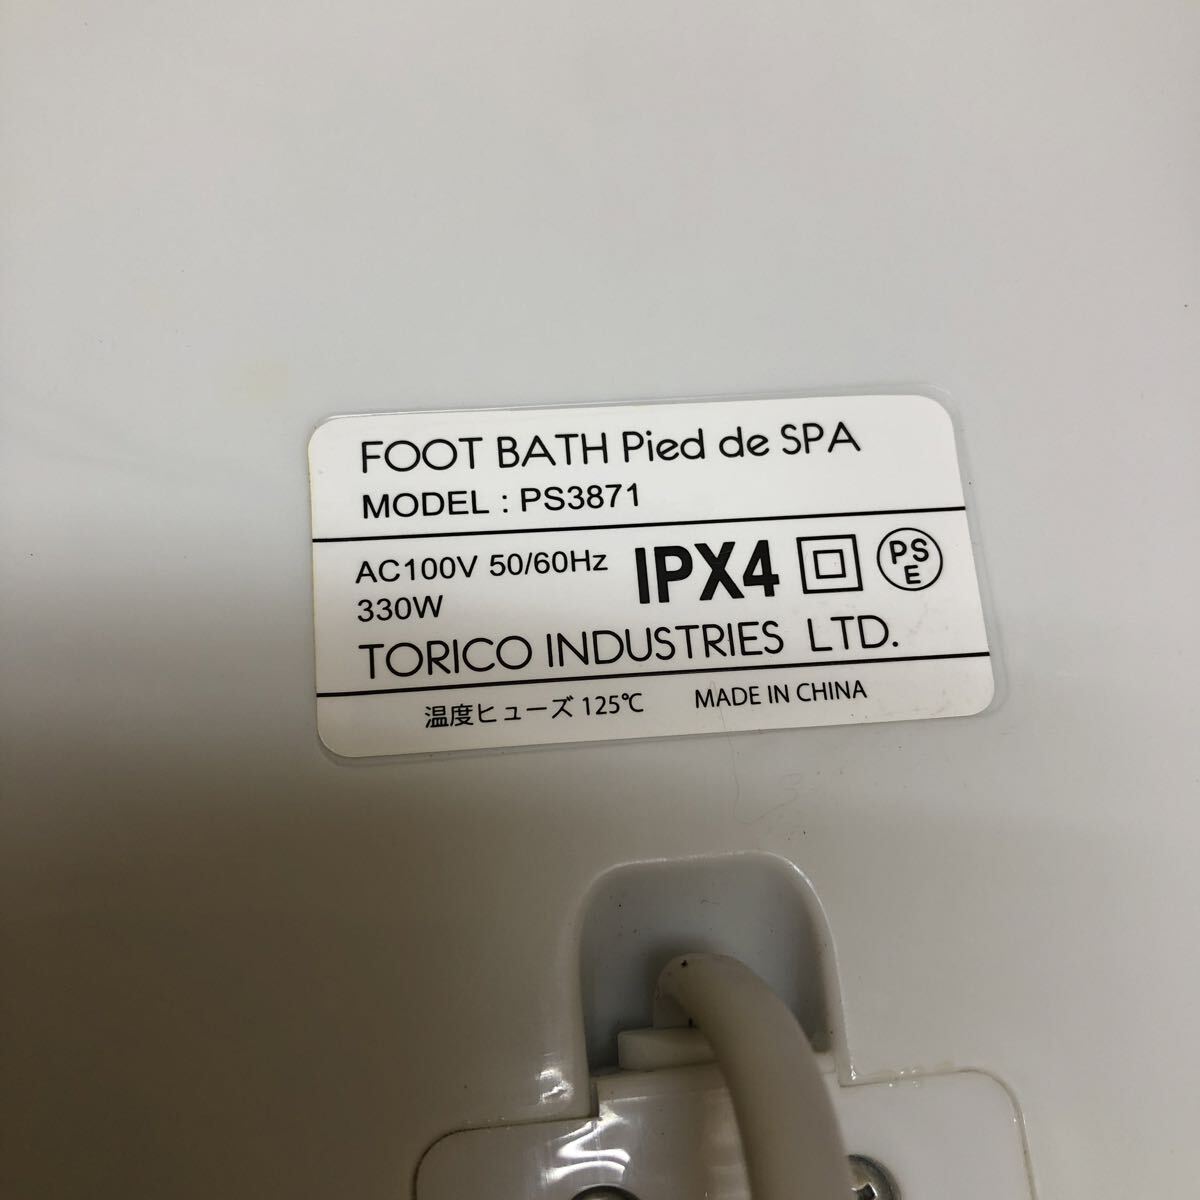 FOOT BATH Pied de SPA
MODEL : PS3871
AC100V 50/60Hz
330W
IPX4
PS
E
TORICO INDUSTRIES LTD.
温度ヒューズ 125℃ MADE IN CHINA